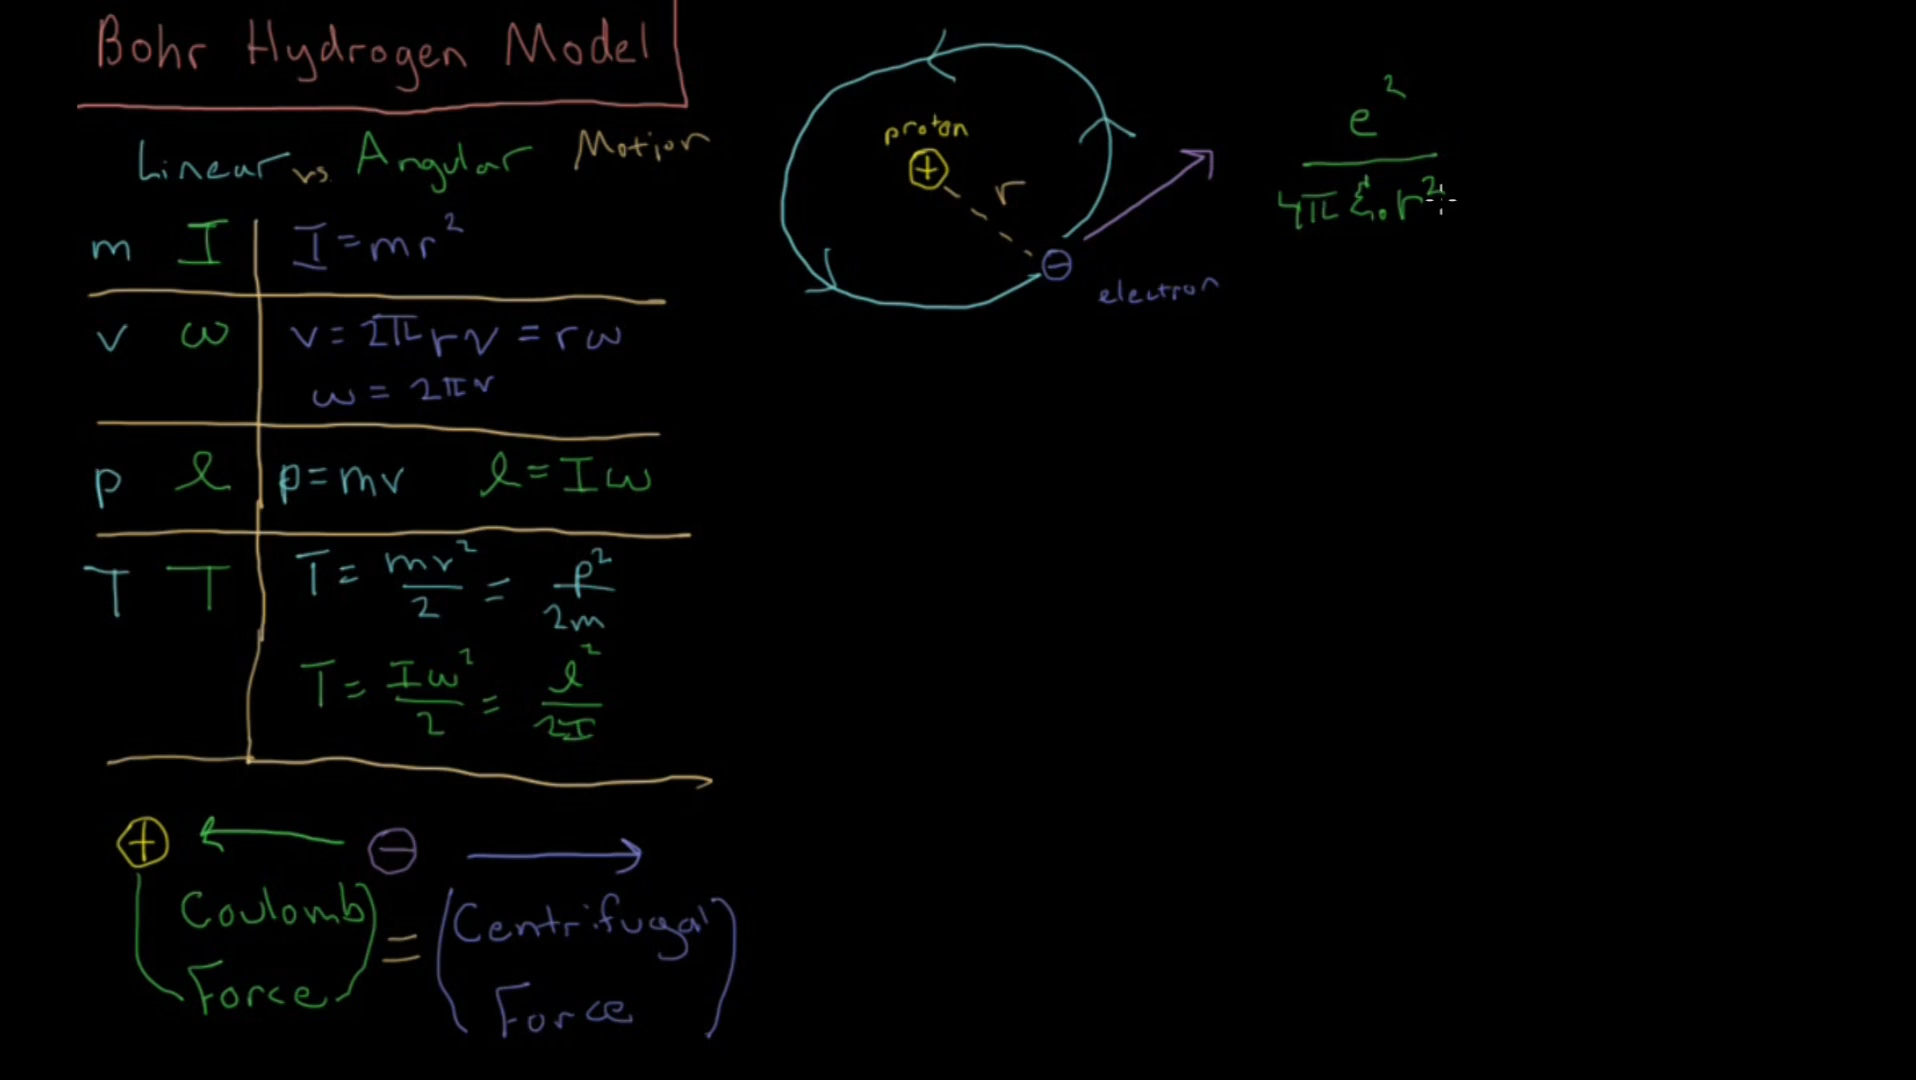 Bohr Hydrogen Model
Linear vs. Angular Motion
m I I = mr²
v ω v = 2πrν = rω
ω = 2πν
p l p = mv l = Iω
T T T = mv²/2 = p²/2m
T = Iω²/2 = l²/2I
+ −
(Coulomb Force) = (Centrifugal Force)
proton
+
r
−
electron
e²
4πε₀r²